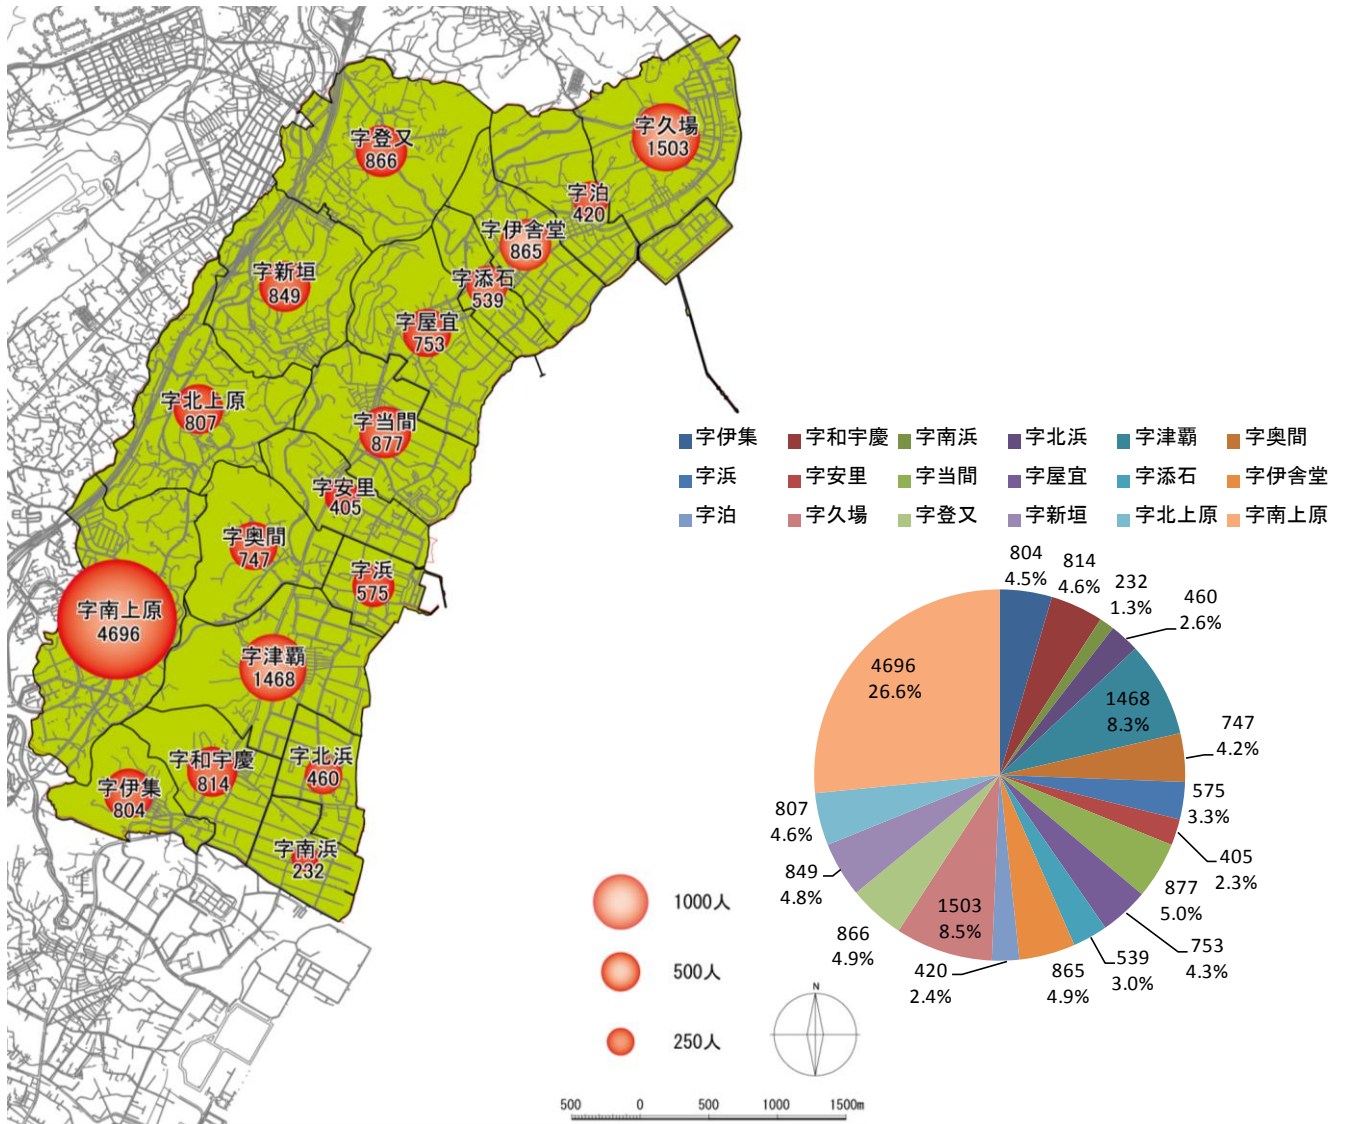 字久場
1503
字登又
866
字泊
420
字伊舎堂
865
字新垣
849
字添石
539
字屋宜
753
字北上原
807
字当間
877
字安里
405
字奥間
747
字浜
575
字南上原
4696
字津覇
1468
字和宇慶
814
字北浜
460
字伊集
804
字南浜
232
1000人
500人
250人
N
500 0 500 1000 1500m
字伊集 字和宇慶 字南浜 字北浜 字津覇 字奥間
字浜 字安里 字当間 字屋宜 字添石 字伊舎堂
字泊 字久場 字登又 字新垣 字北上原 字南上原
804
4.5%
814
4.6%
232
1.3%
460
2.6%
1468
8.3%
747
4.2%
575
3.3%
405
2.3%
877
5.0%
753
4.3%
539
3.0%
865
4.9%
420
2.4%
1503
8.5%
866
4.9%
849
4.8%
807
4.6%
4696
26.6%